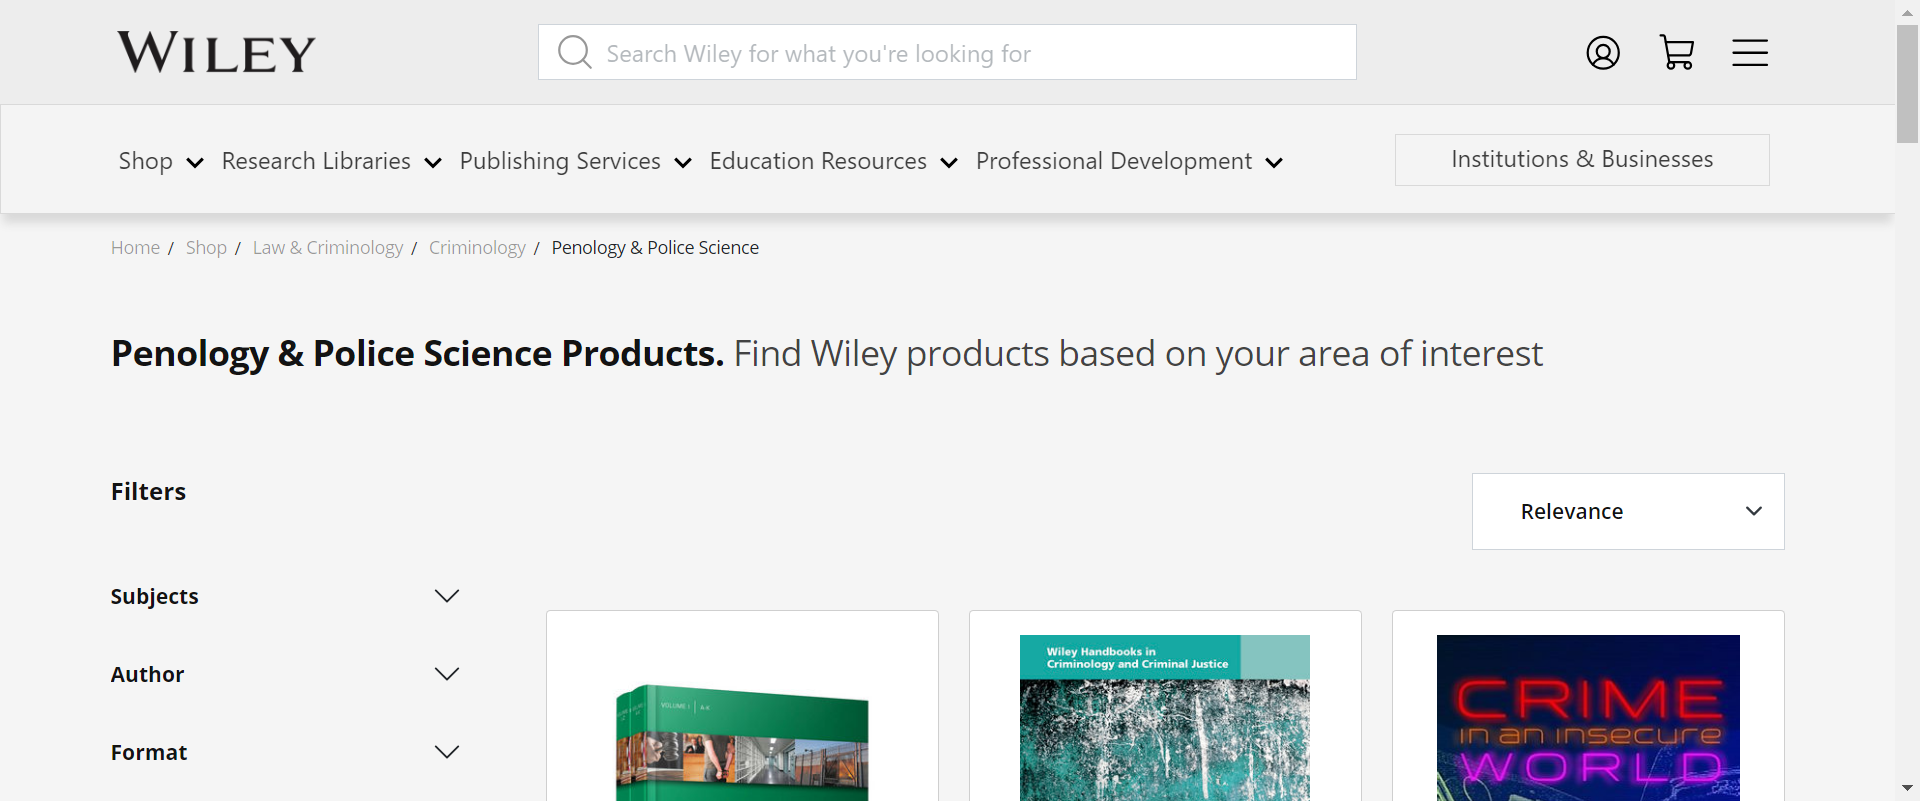 WILEY
Search Wiley for what you're looking for
Shop Research Libraries Publishing Services Education Resources Professional Development Institutions & Businesses
Home / Shop / Law & Criminology / Criminology / Penology & Police Science
Penology & Police Science Products. Find Wiley products based on your area of interest
Filters
Relevance
Subjects
Author
Format
VOLUME I | A-K
Wiley Handbooks in
Criminology and Criminal Justice
CRIME
in an insecure
WORLD